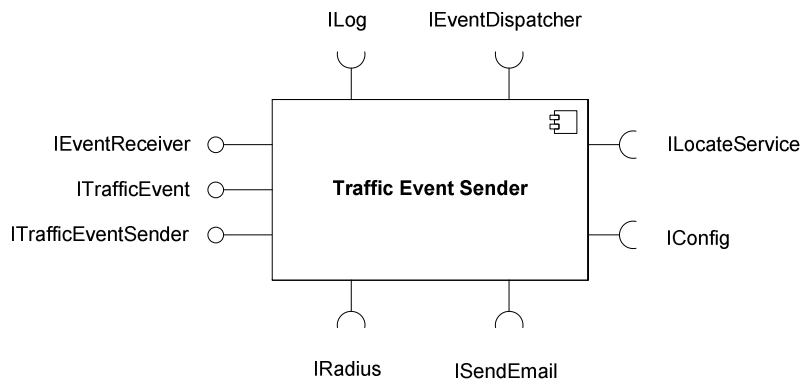 ILog
IEventDispatcher
IEventReceiver
ILocateService
ITrafficEvent
Traffic Event Sender
ITrafficEventSender
IConfig
IRadius
ISendEmail